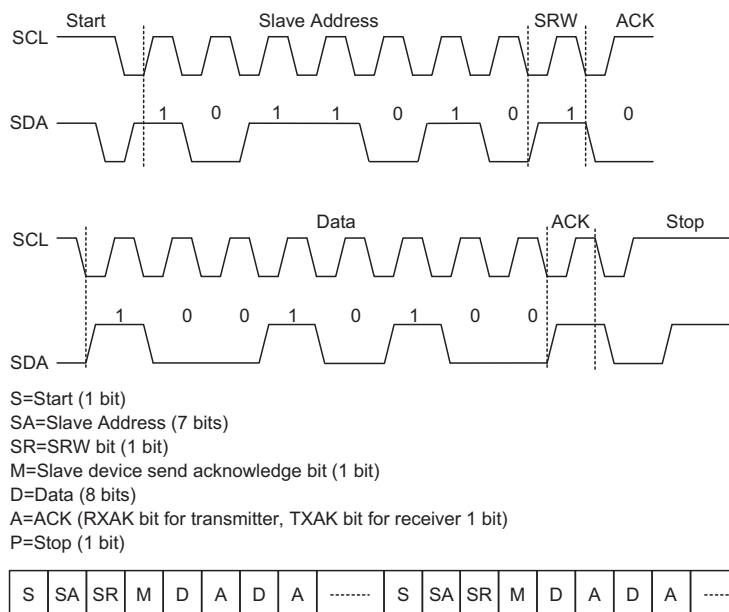 Start Slave Address SRW ACK
SCL
1 0 1 1 0 1 0 1 0
SDA
Data ACK Stop
SCL
1 0 0 1 0 1 0 0
SDA
S=Start (1 bit)
SA=Slave Address (7 bits)
SR=SRW bit (1 bit)
M=Slave device send acknowledge bit (1 bit)
D=Data (8 bits)
A=ACK (RXAK bit for transmitter, TXAK bit for receiver 1 bit)
P=Stop (1 bit)
S SA SR M D A D A ------ S SA SR M D A D A -----